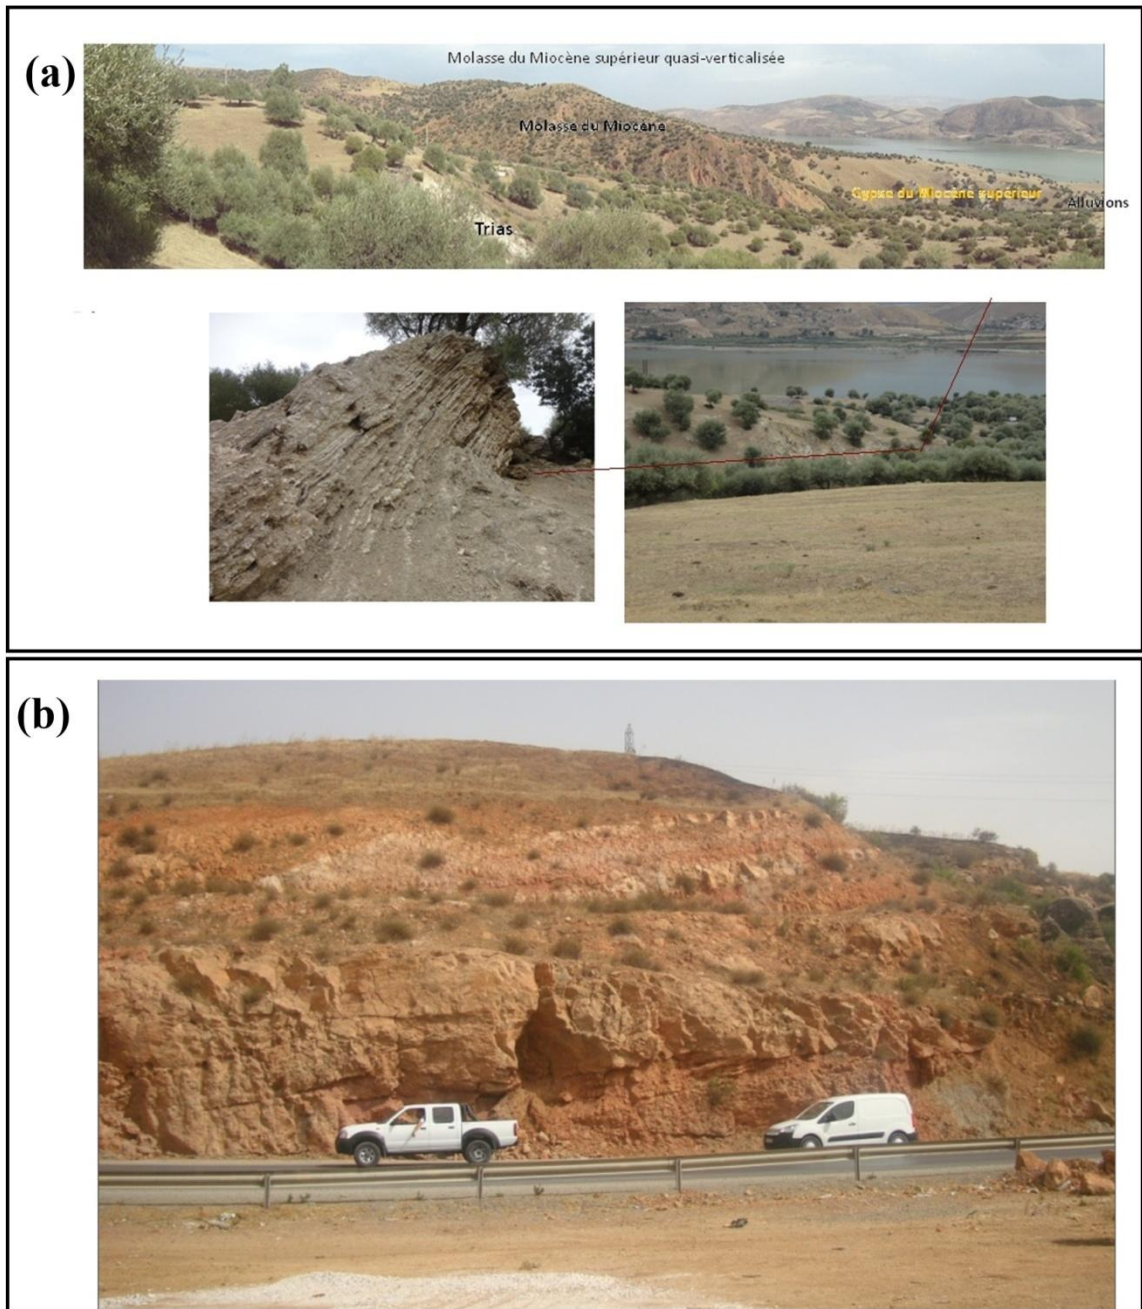 (a)
Molasse du Miocène supérieur quasi-verticalisée
Molasse du Miocène
Gypse du Miocène supérieur
Alluvions
Trias
(b)